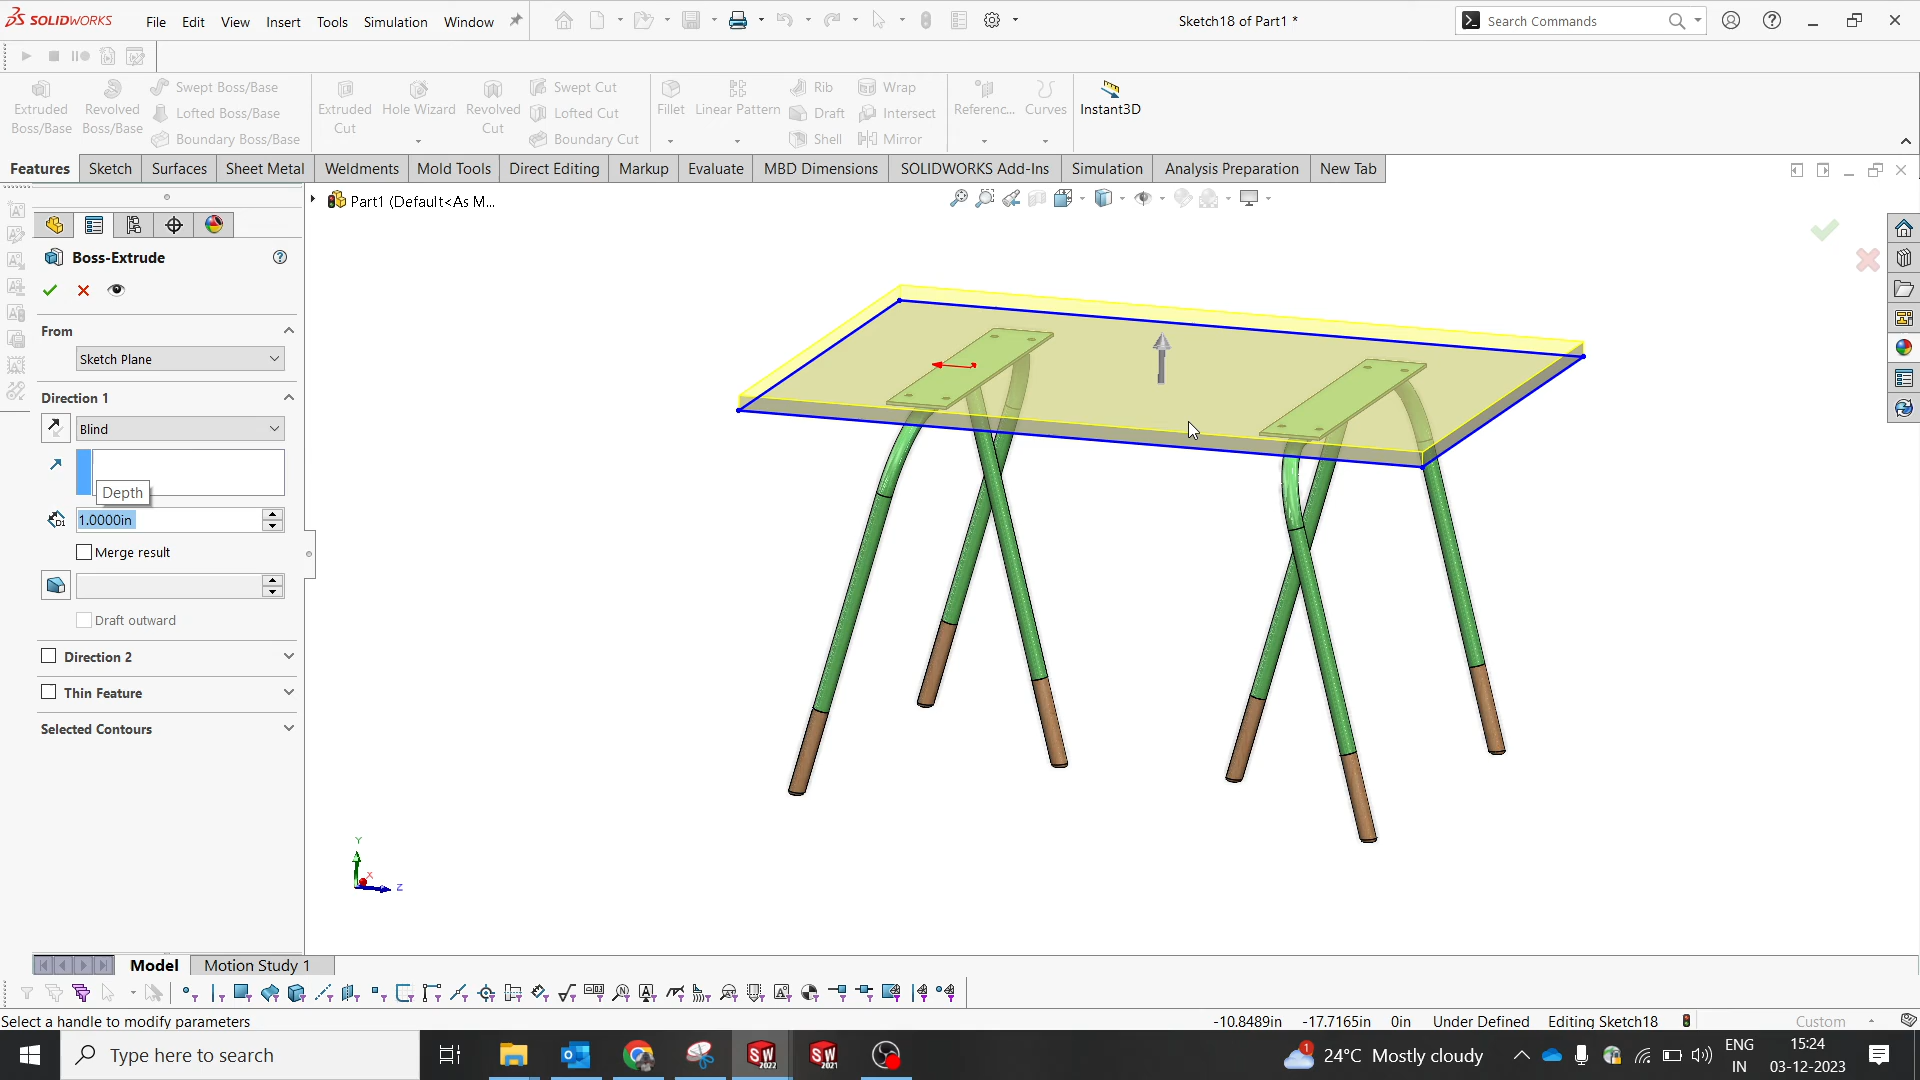 SOLIDWORKS File Edit View Insert Tools Simulation Window Sketch18 of Part1 * Search Commands
Extruded Boss/Base
Revolved Boss/Base
Swept Boss/Base
Lofted Boss/Base
Boundary Boss/Base
Extruded Cut
Hole Wizard
Revolved Cut
Swept Cut
Lofted Cut
Boundary Cut
Fillet
Linear Pattern
Rib
Draft
Shell
Wrap
Intersect
Mirror
Referenc...
Curves
Instant3D
Features Sketch Surfaces Sheet Metal Weldments Mold Tools Direct Editing Markup Evaluate MBD Dimensions SOLIDWORKS Add-Ins Simulation Analysis Preparation New Tab
Part1 (Default<As M...
Boss-Extrude
From
Sketch Plane
Direction 1
Blind
Depth
D1
1.0000in
Merge result
Draft outward
Direction 2
Thin Feature
Selected Contours
Y
X
Z
Model Motion Study 1
Select a handle to modify parameters -10.8489in -17.7165in 0in Under Defined Editing Sketch18 Custom
Type here to search
SW 2022
SW 2021
1
24°C Mostly cloudy
ENG
IN
15:24
03-12-2023